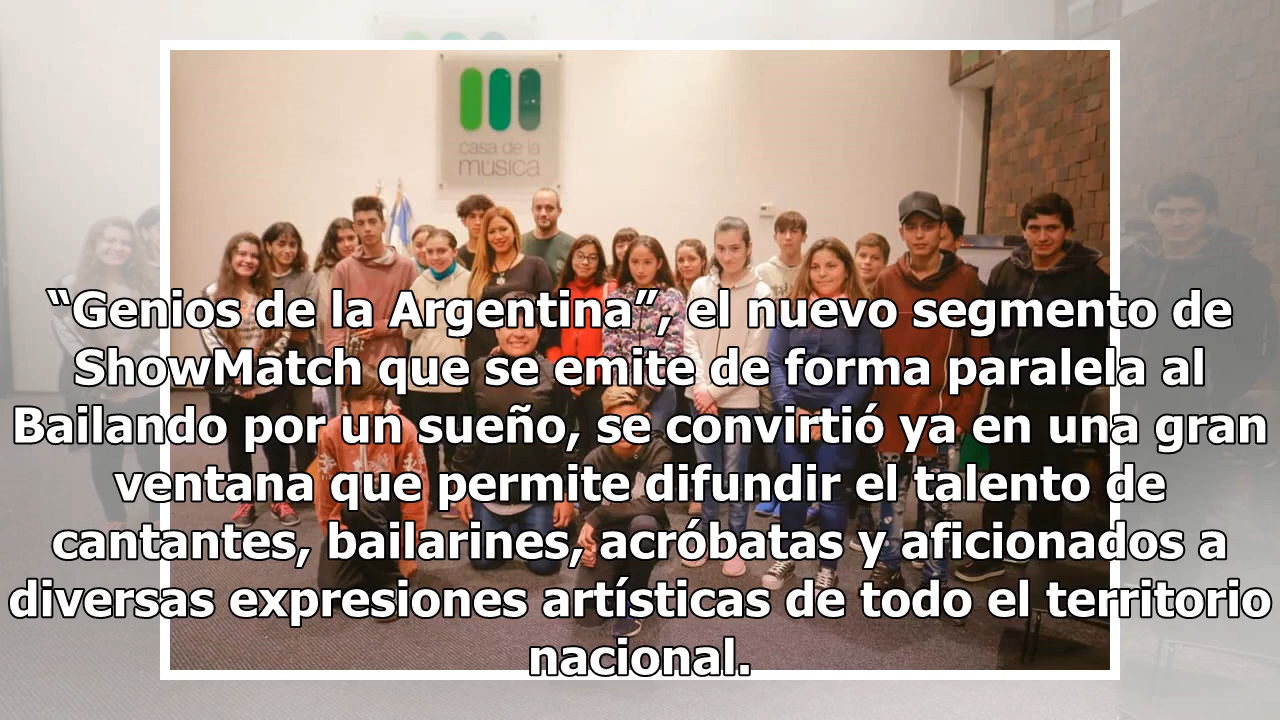 casa de la
música
“Genios de la Argentina”, el nuevo segmento de
ShowMatch que se emite de forma paralela al
Bailando por un sueño, se convirtió ya en una gran
ventana que permite difundir el talento de
cantantes, bailarines, acróbatas y aficionados a
diversas expresiones artísticas de todo el territorio
nacional.